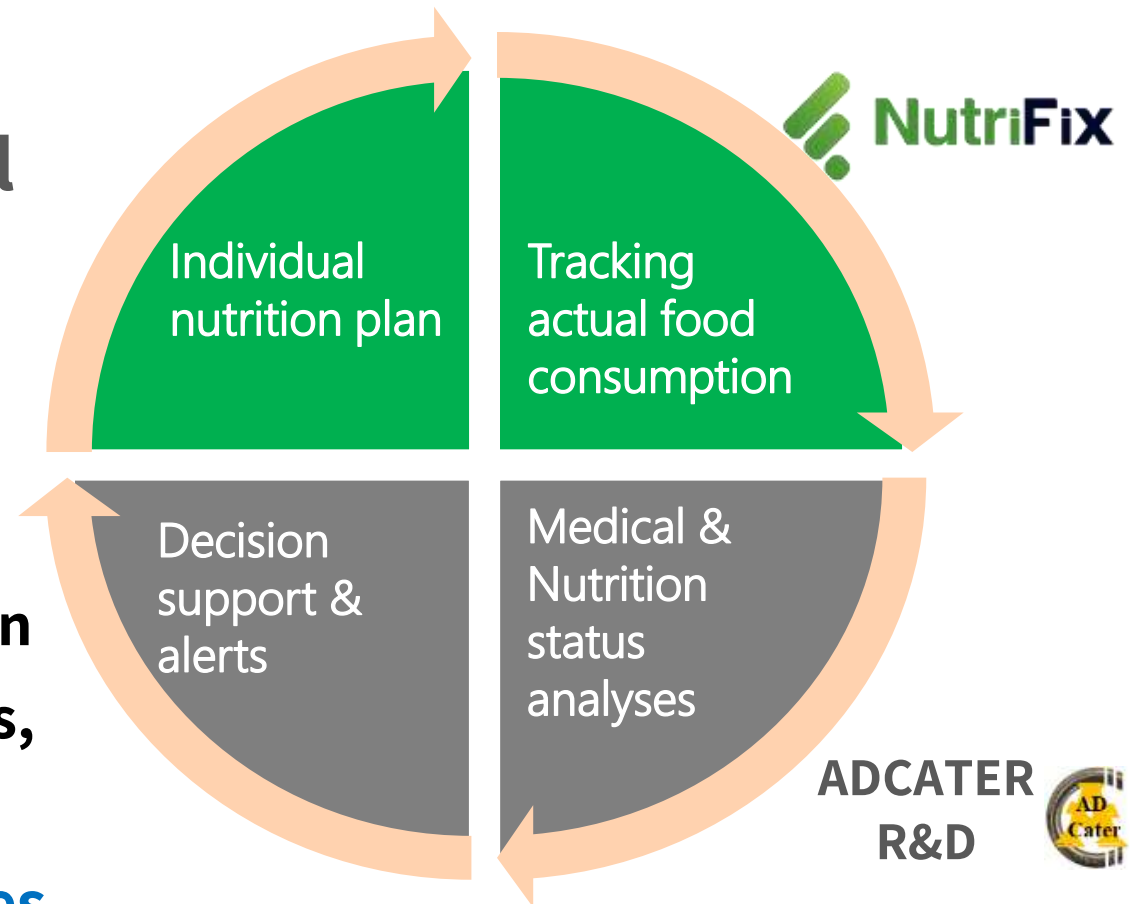 NutriFix
Individual
nutrition plan
Tracking
actual food
consumption
Decision
support &
alerts
Medical &
Nutrition
status
analyses
ADCATER
R&D
AD
Cater